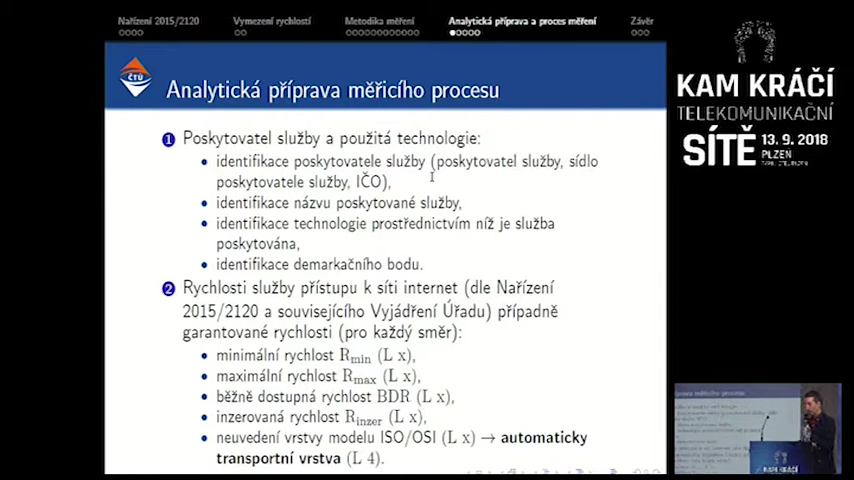 Nařízení 2015/2120
Vymezení rychlostí
Metodika měření
Analytická příprava a proces měření
Závěr
ČTÚ
Analytická příprava měřicího procesu
KAM KRÁČÍ
TELEKOMUNIKAČNÍ
SÍTĚ 13. 9. 2018
PLZEŇ
1 Poskytovatel služby a použitá technologie:
• identifikace poskytovatele služby (poskytovatel služby, sídlo
poskytovatele služby, IČO),
• identifikace názvu poskytované služby,
• identifikace technologie prostřednictvím níž je služba
poskytována,
• identifikace demarkačního bodu.
2 Rychlosti služby přístupu k síti internet (dle Nařízení
2015/2120 a souvisejícího Vyjádření Úřadu) případně
garantované rychlosti (pro každý směr):
• minimální rychlost Rmin (L x),
• maximální rychlost Rmax (L x),
• běžně dostupná rychlost BDR (L x),
• inzerovaná rychlost Rinzer (L x),
• neuvedení vrstvy modelu ISO/OSI (L x) → automaticky
transportní vrstva (L 4).
KAM KRÁČÍ